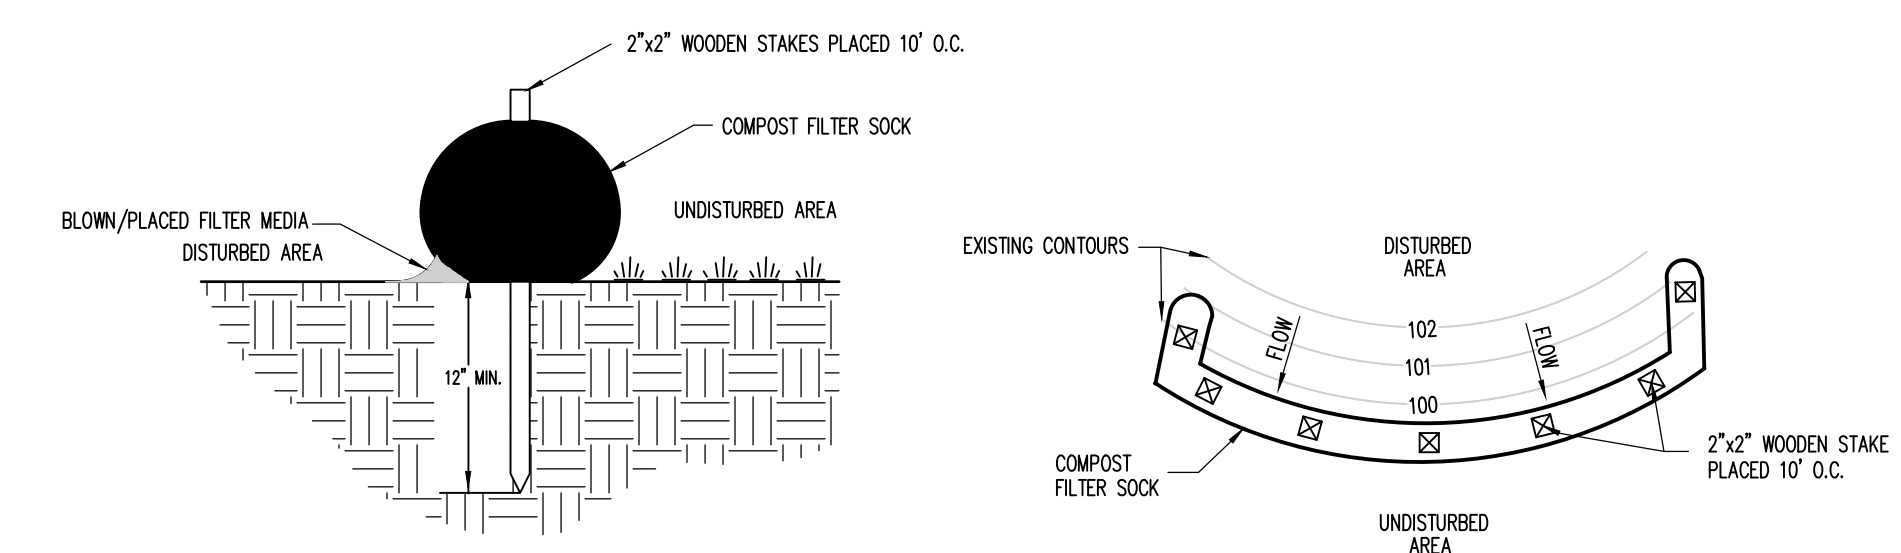 2"x2" WOODEN STAKES PLACED 10' O.C.
COMPOST FILTER SOCK
UNDISTURBED AREA
BLOWN/PLACED FILTER MEDIA
DISTURBED AREA
12" MIN.
EXISTING CONTOURS
DISTURBED
AREA
102
101
100
FLOW
FLOW
2"x2" WOODEN STAKE
PLACED 10' O.C.
COMPOST
FILTER SOCK
UNDISTURBED
AREA